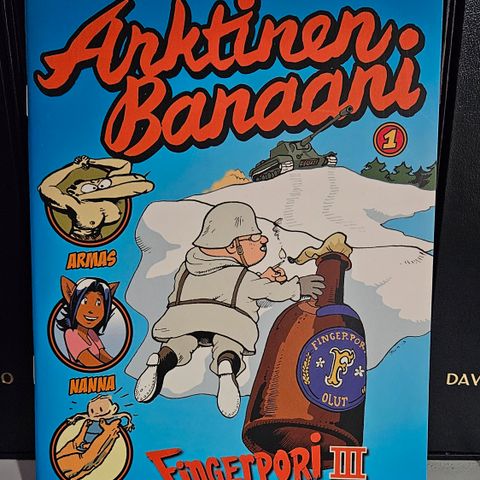 Arktinen
Banaani
1
ARMAS
NANNA
FINGERPORI
F
OLUT
FINGERPORI III
DAV